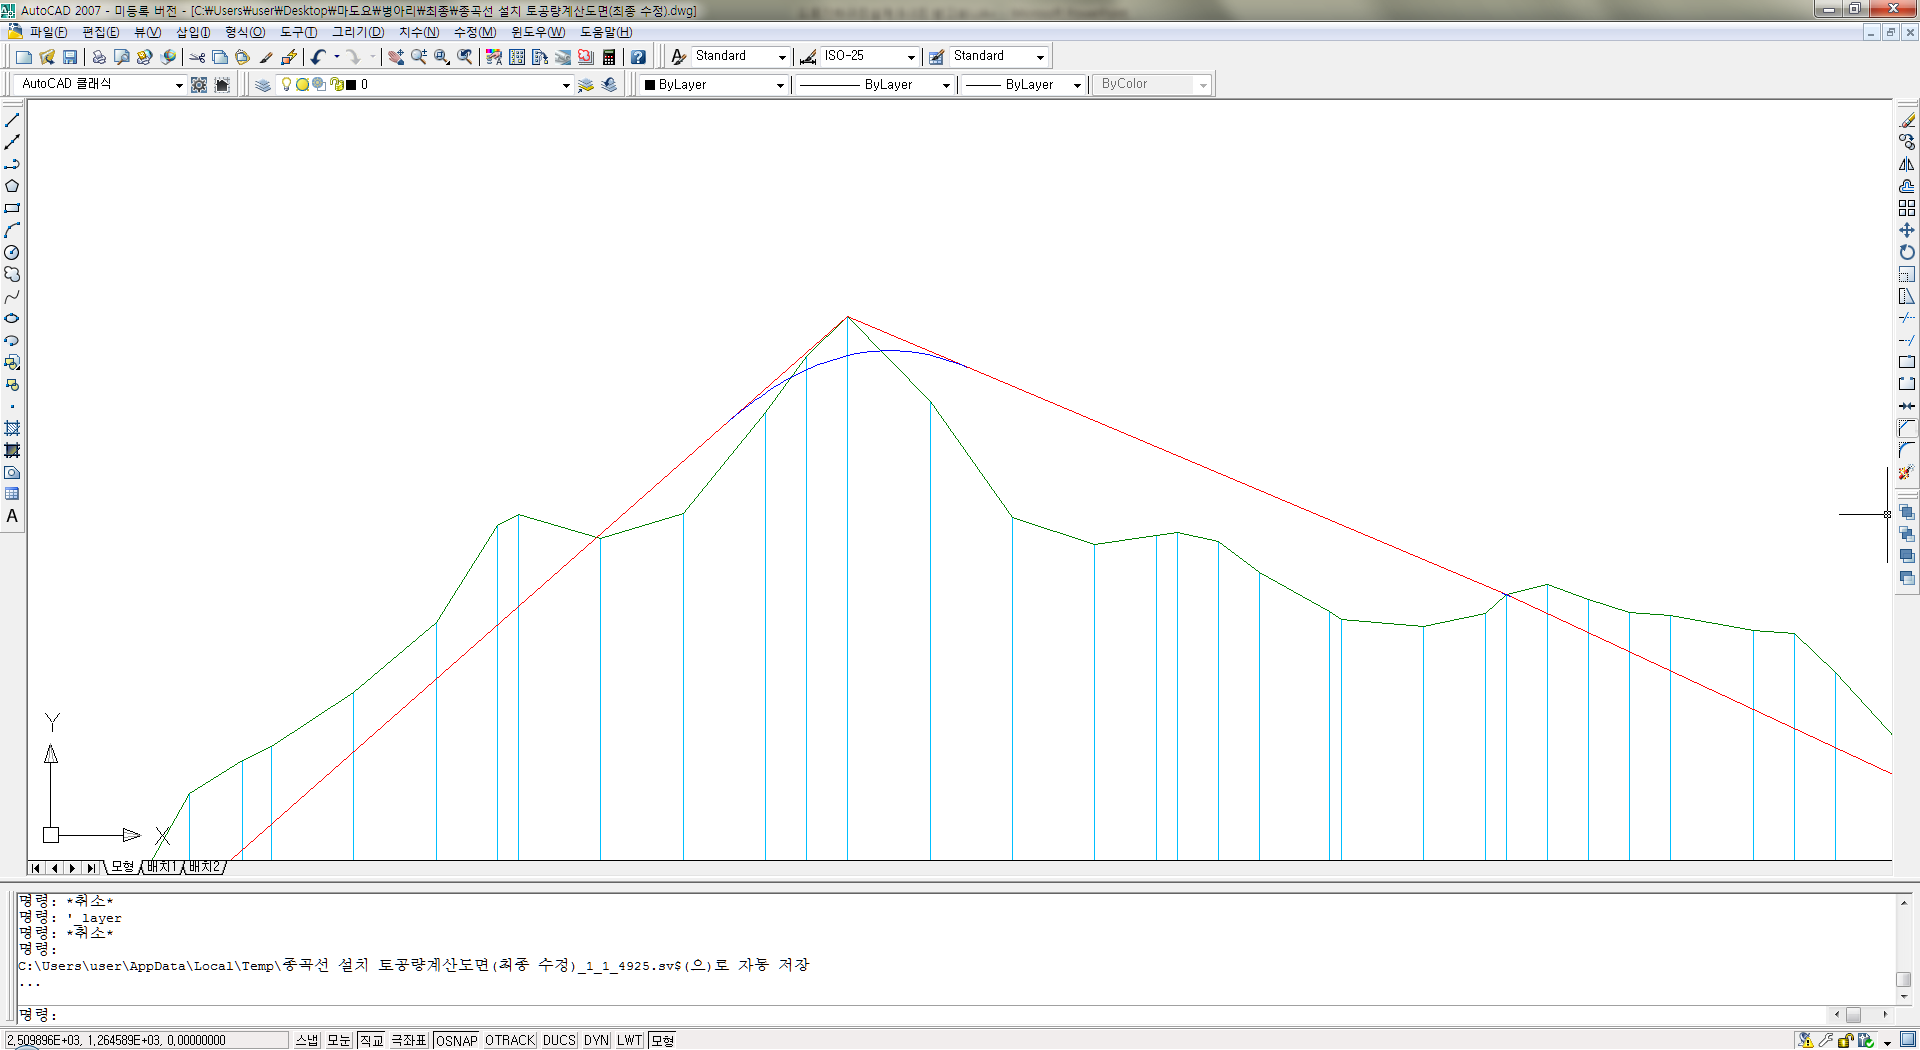 AutoCAD 2007 - 미등록 버전 - [C:￦Users￦user￦Desktop￦마도요￦병아리￦최종￦종곡선 설치 토공량계산도면(최종 수정).dwg]
파일(F) 편집(E) 뷰(V) 삽입(I) 형식(O) 도구(T) 그리기(D) 치수(N) 수정(M) 윈도우(W) 도움말(H)
Standard ISO-25 Standard
AutoCAD 클래식 0 ByLayer ByLayer ByLayer ByColor
A
Y
X
모형 배치1 배치2
명령: *취소*
명령: '_layer
명령: *취소*
명령:
C:\Users\user\AppData\Local\Temp\종곡선 설치 토공량계산도면(최종 수정)_1_1_4925.sv$(으)로 자동 저장
...
명령:
2,509896E+03, 1,264589E+03, 0,00000000 스냅 모눈 직교 극좌표 OSNAP OTRACK DUCS DYN LWT 모형